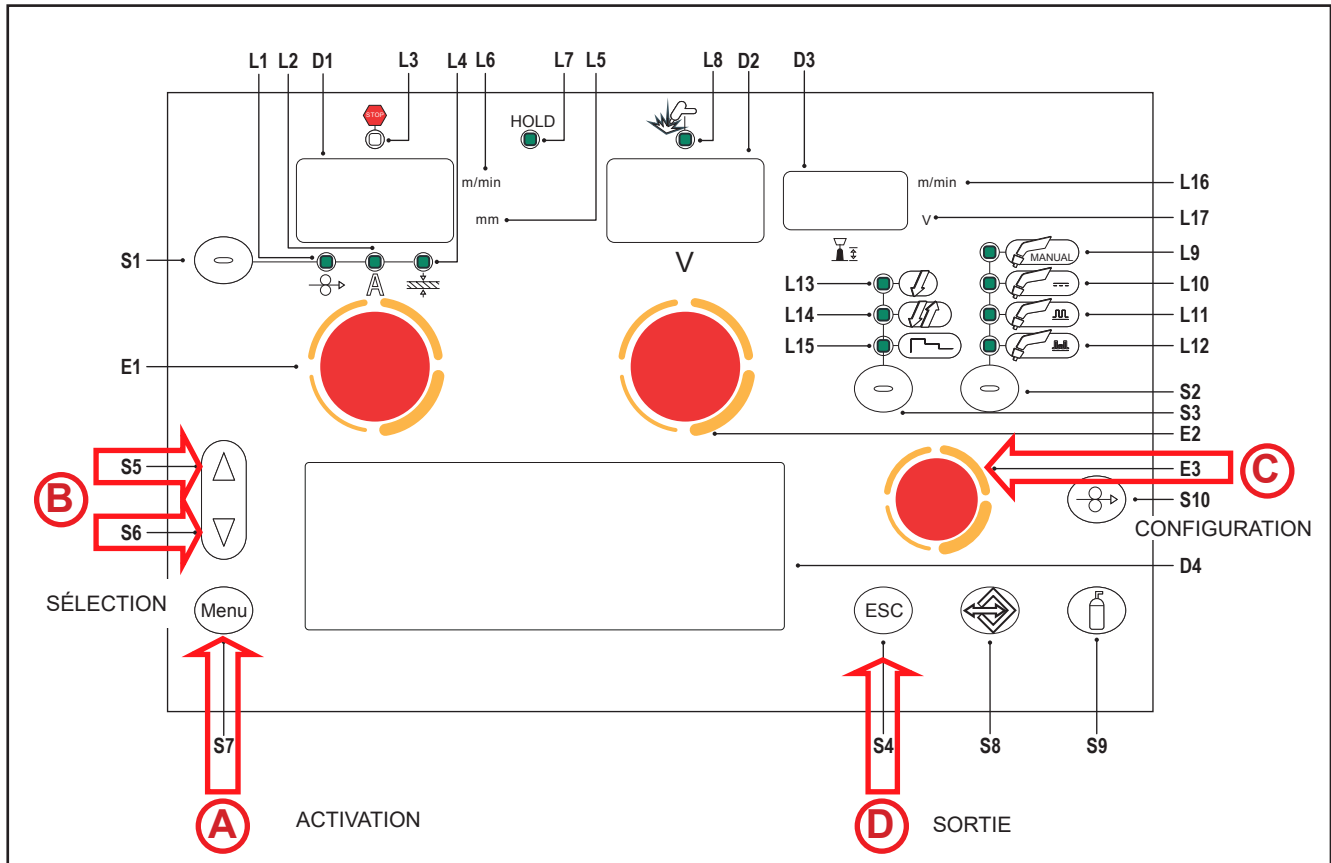 L1 L2 D1 L3 L6 L4 L7 L5 L8 D2 D3
STOP
HOLD
m/min
m/min L16
mm
V L17
S1
V
MANUAL L9
A
L13 L10
L14 L11
L15 L12
E1
S2
S3
E2
S5 E3
B C
S10
S6 CONFIGURATION
D4
SÉLECTION Menu ESC
S7 S4 S8 S9
A ACTIVATION D SORTIE